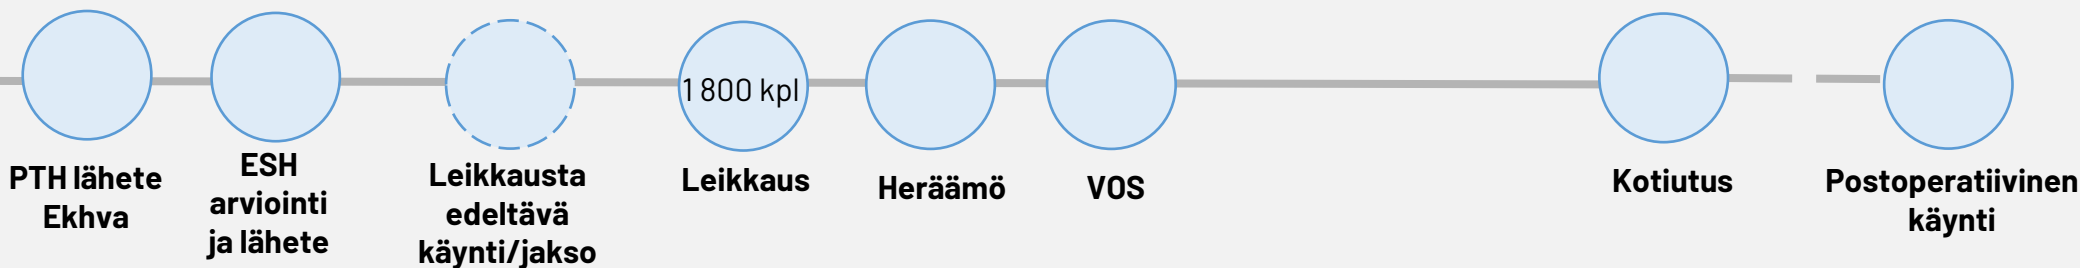 1 800 kpl
PTH lähete
Ekhva
ESH
arviointi
ja lähete
Leikkausta
edeltävä
käynti/jakso
Leikkaus
Heräämö
VOS
Kotiutus
Postoperatiivinen
käynti